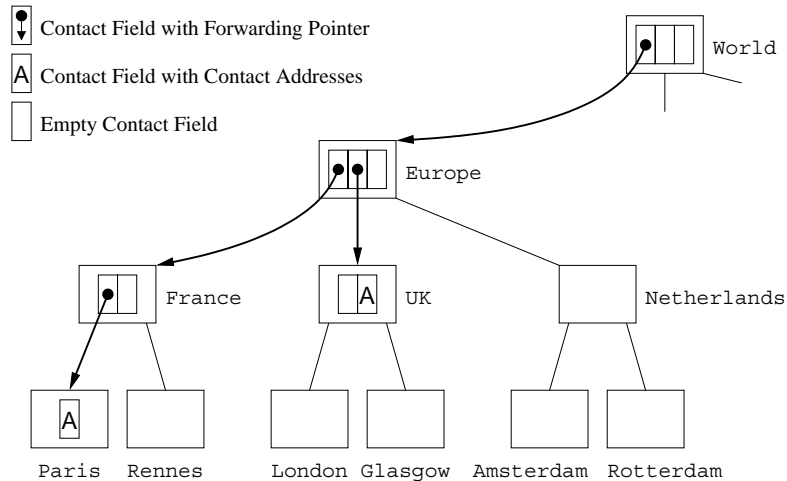 Contact Field with Forwarding Pointer
A Contact Field with Contact Addresses
Empty Contact Field
World
Europe
France
A UK
Netherlands
A
Paris Rennes London Glasgow Amsterdam Rotterdam